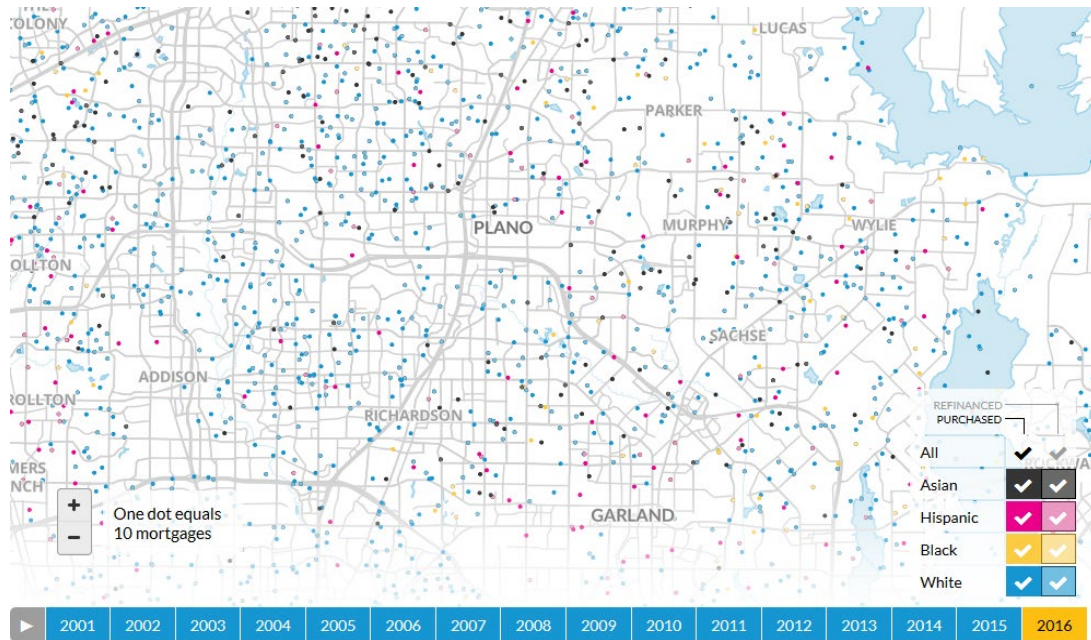 COLONY
LUCAS
PARKER
PLANO
MURPHY
WYLIE
OLLTON
SACHSE
ADDISON
ROLLTON
RICHARDSON
MERS
NCH
GARLAND
REFINANCED
PURCHASED
All
Asian
Hispanic
Black
White
+
−
One dot equals
10 mortgages
2001 2002 2003 2004 2005 2006 2007 2008 2009 2010 2011 2012 2013 2014 2015 2016